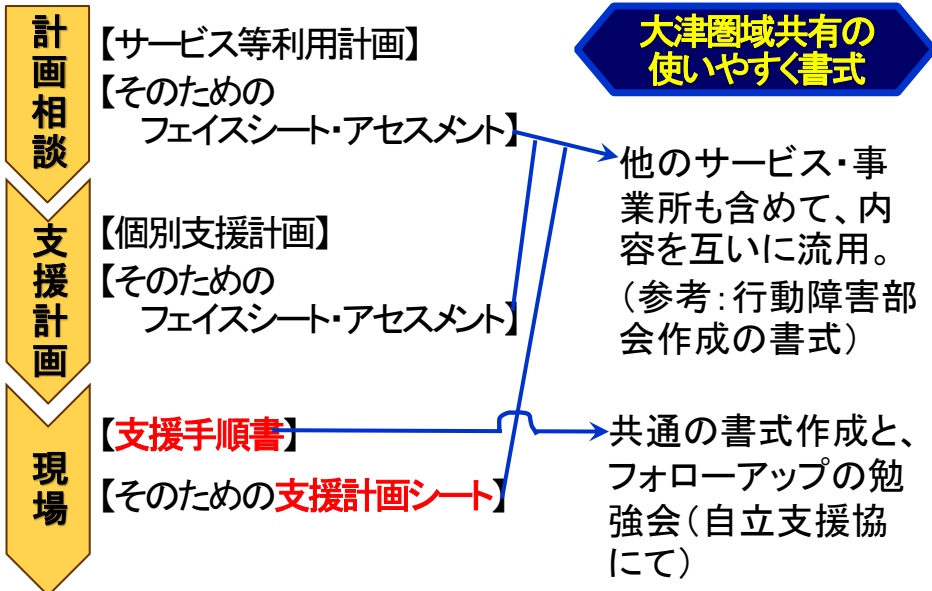 計画相談
【サービス等利用計画】
【そのための
フェイスシート・アセスメント】
大津圏域共有の
使いやすく書式
他のサービス・事
業所も含めて、内
容を互いに流用。
(参考:行動障害部
会作成の書式)
支援計画
【個別支援計画】
【そのための
フェイスシート・アセスメント】
現場
【支援手順書】
【そのための支援計画シート】
共通の書式作成と、
フォローアップの勉
強会(自立支援協
にて)